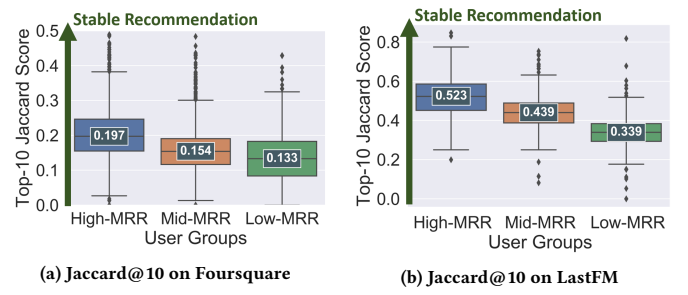 Stable Recommendation
0.5
0.4
0.3
0.2
0.1
0.0
Top-10 Jaccard Score
0.197
0.154
0.133
High-MRR Mid-MRR Low-MRR
User Groups
(a) Jaccard@10 on Foursquare
Stable Recommendation
0.8
0.6
0.4
0.2
0.0
Top-10 Jaccard Score
0.523
0.439
0.339
High-MRR Mid-MRR Low-MRR
User Groups
(b) Jaccard@10 on LastFM